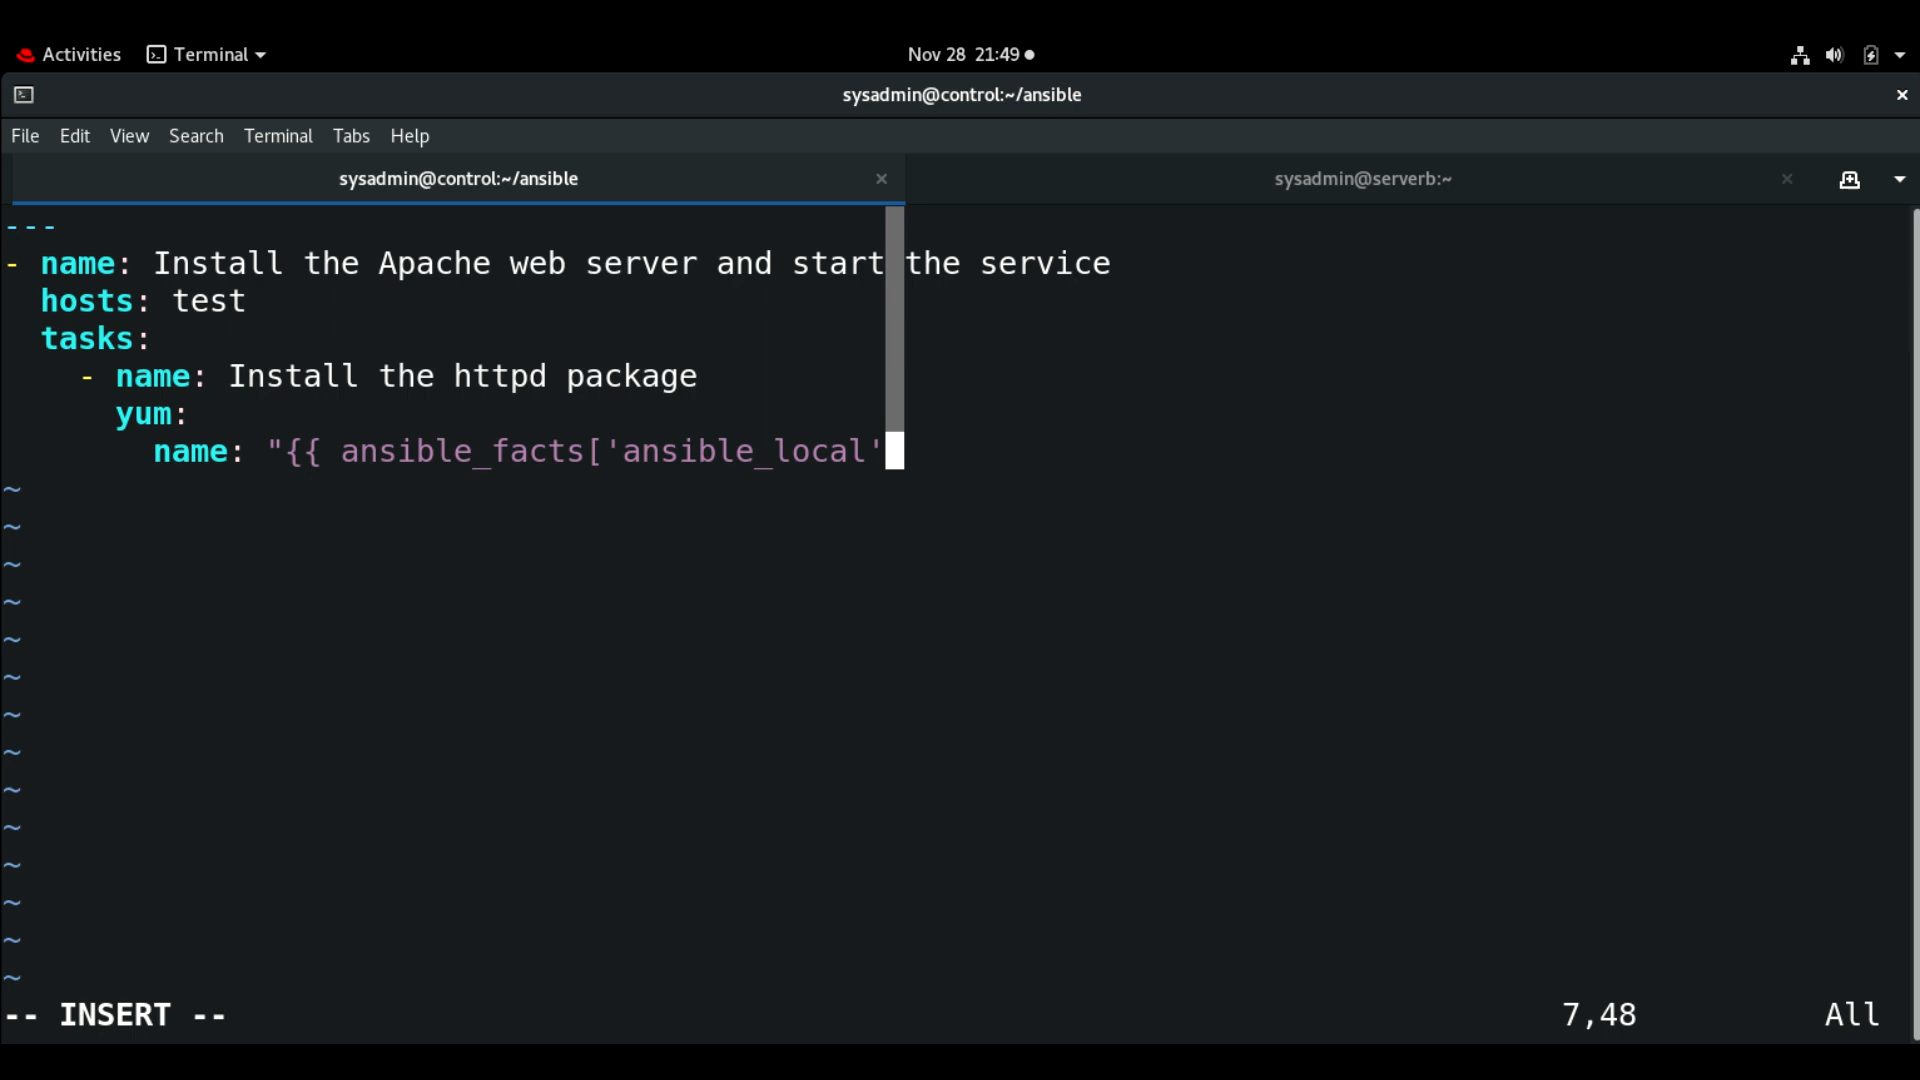 Activities Terminal Nov 28 21:49
sysadmin@control:~/ansible
File Edit View Search Terminal Tabs Help
sysadmin@control:~/ansible sysadmin@serverb:~
---
- name: Install the Apache web server and start the service
  hosts: test
  tasks:
    - name: Install the httpd package
      yum:
        name: "{{ ansible_facts['ansible_local'
~
~
~
~
~
~
~
~
~
~
~
~
~
~
-- INSERT -- 7,48 All